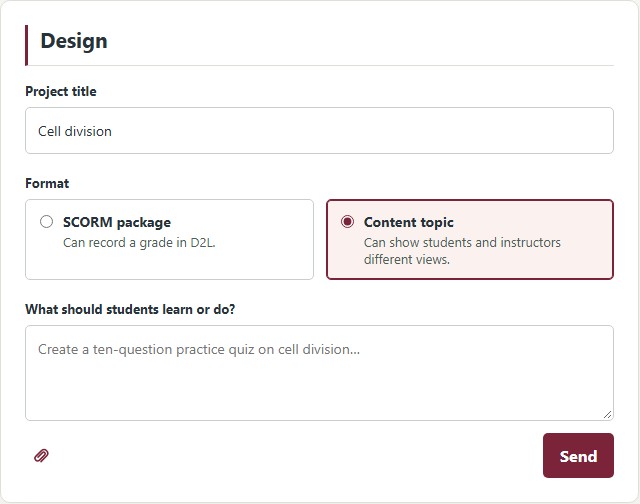 Design
Project title
Cell division
Format
SCORM package
Can record a grade in D2L.
Content topic
Can show students and instructors
different views.
What should students learn or do?
Create a ten-question practice quiz on cell division...
Send